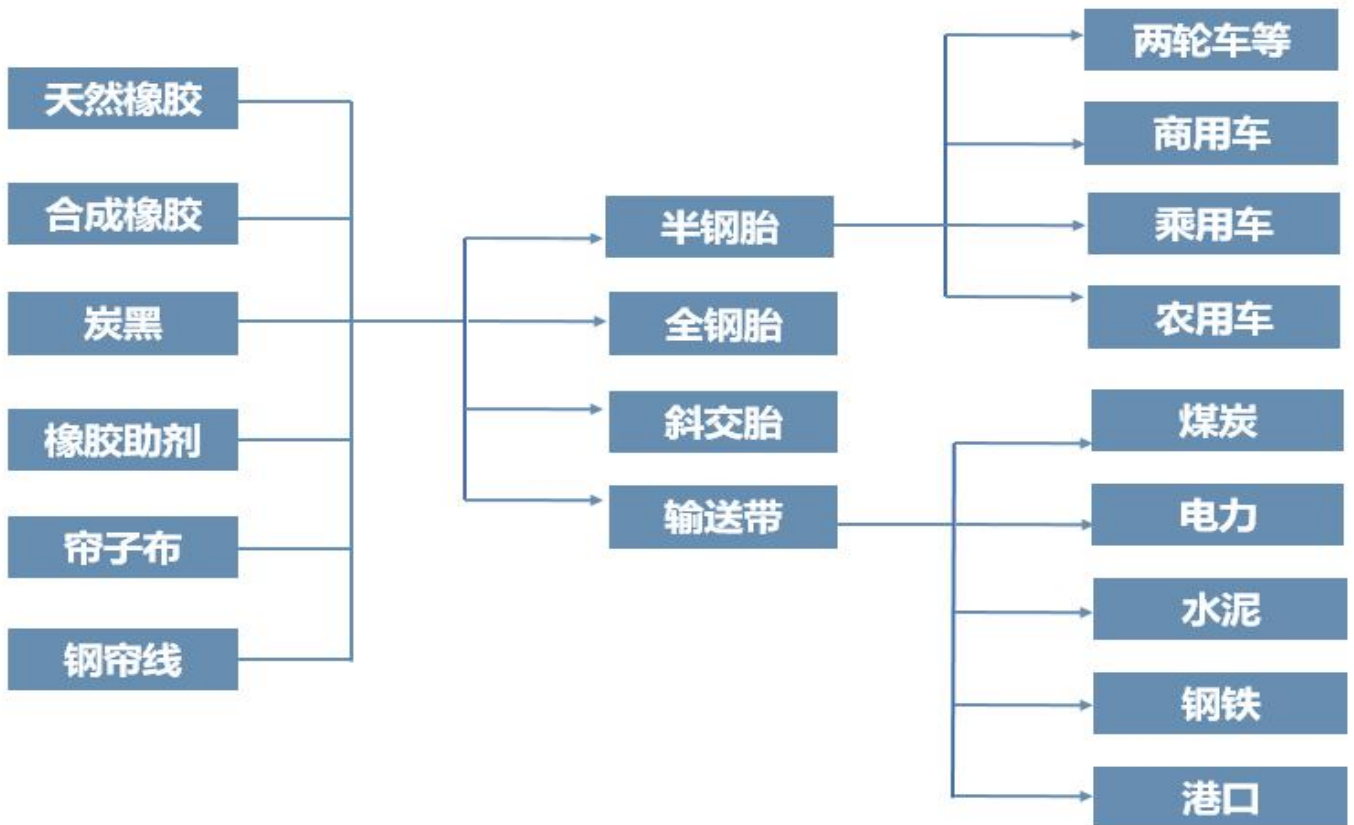 天然橡胶
合成橡胶
炭黑
橡胶助剂
帘子布
钢帘线
半钢胎
全钢胎
斜交胎
输送带
两轮车等
商用车
乘用车
农用车
煤炭
电力
水泥
钢铁
港口